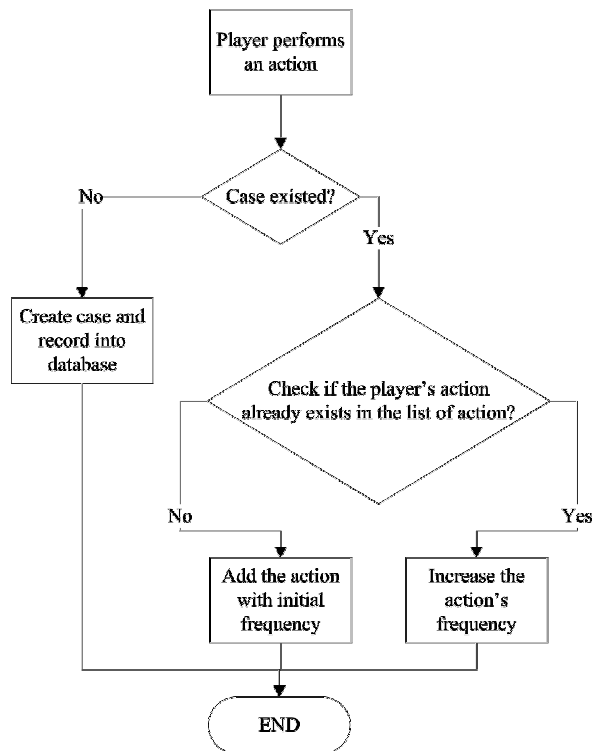 Player performs
an action
Case existed?
No
Yes
Create case and
record into
database
Check if the player's action
already exists in the list of action?
No
Yes
Add the action
with initial
frequency
Increase the
action's
frequency
END